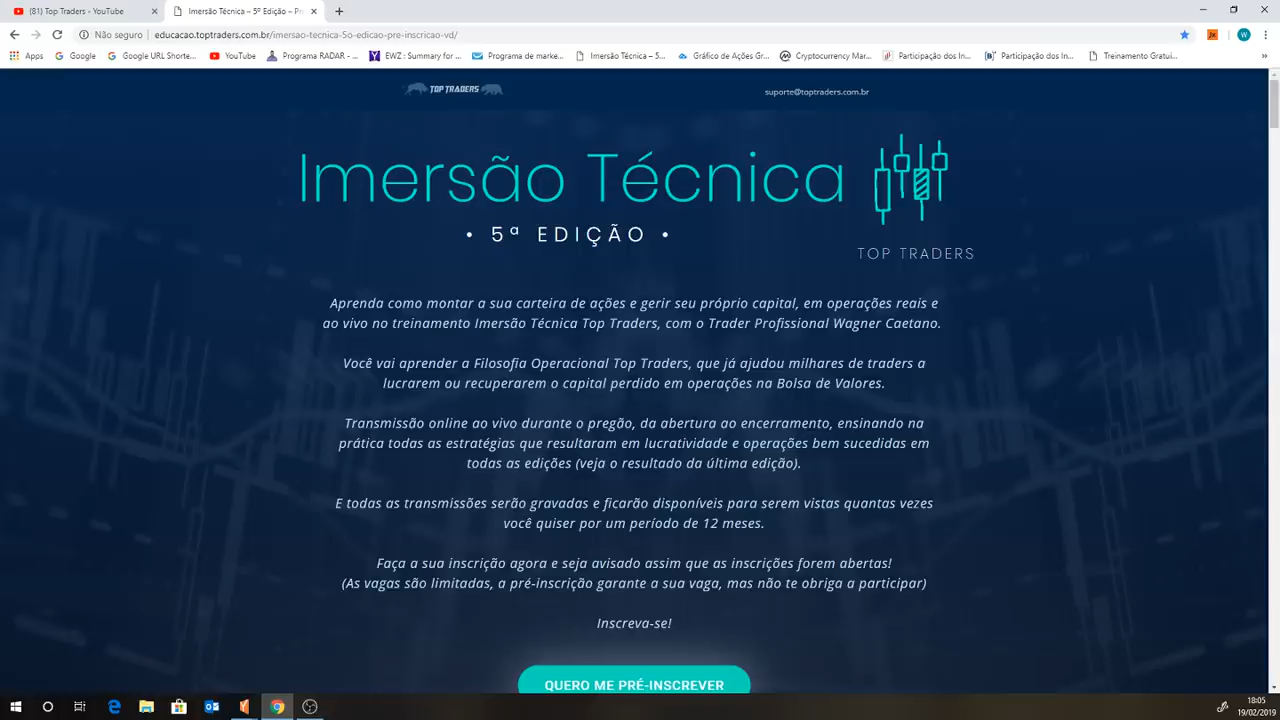 (81) Top Traders - YouTube
Imersão Técnica – 5º Edição – Pr
Não seguro | educacao.toptraders.com.br/imersao-tecnica-5o-edicao-pre-inscricao-vd/
Apps Google Google URL Shorte... YouTube Programa RADAR - ... EWZ : Summary for ... Programa de marke... Imersão Técnica – 5... Gráfico de Ações Gr... Cryptocurrency Mar... Participação dos In... Participação dos In... Treinamento Gratui... »
TOP TRADERS
suporte@toptraders.com.br
Imersão Técnica
• 5ª EDIÇÃO •
TOP TRADERS
Aprenda como montar a sua carteira de ações e gerir seu próprio capital, em operações reais e
ao vivo no treinamento Imersão Técnica Top Traders, com o Trader Profissional Wagner Caetano.
Você vai aprender a Filosofia Operacional Top Traders, que já ajudou milhares de traders a
lucrarem ou recuperarem o capital perdido em operações na Bolsa de Valores.
Transmissão online ao vivo durante o pregão, da abertura ao encerramento, ensinando na
prática todas as estratégias que resultaram em lucratividade e operações bem sucedidas em
todas as edições (veja o resultado da última edição).
E todas as transmissões serão gravadas e ficarão disponíveis para serem vistas quantas vezes
você quiser por um período de 12 meses.
Faça a sua inscrição agora e seja avisado assim que as inscrições forem abertas!
(As vagas são limitadas, a pré-inscrição garante a sua vaga, mas não te obriga a participar)
Inscreva-se!
QUERO ME PRÉ-INSCREVER
18:05
19/02/2019